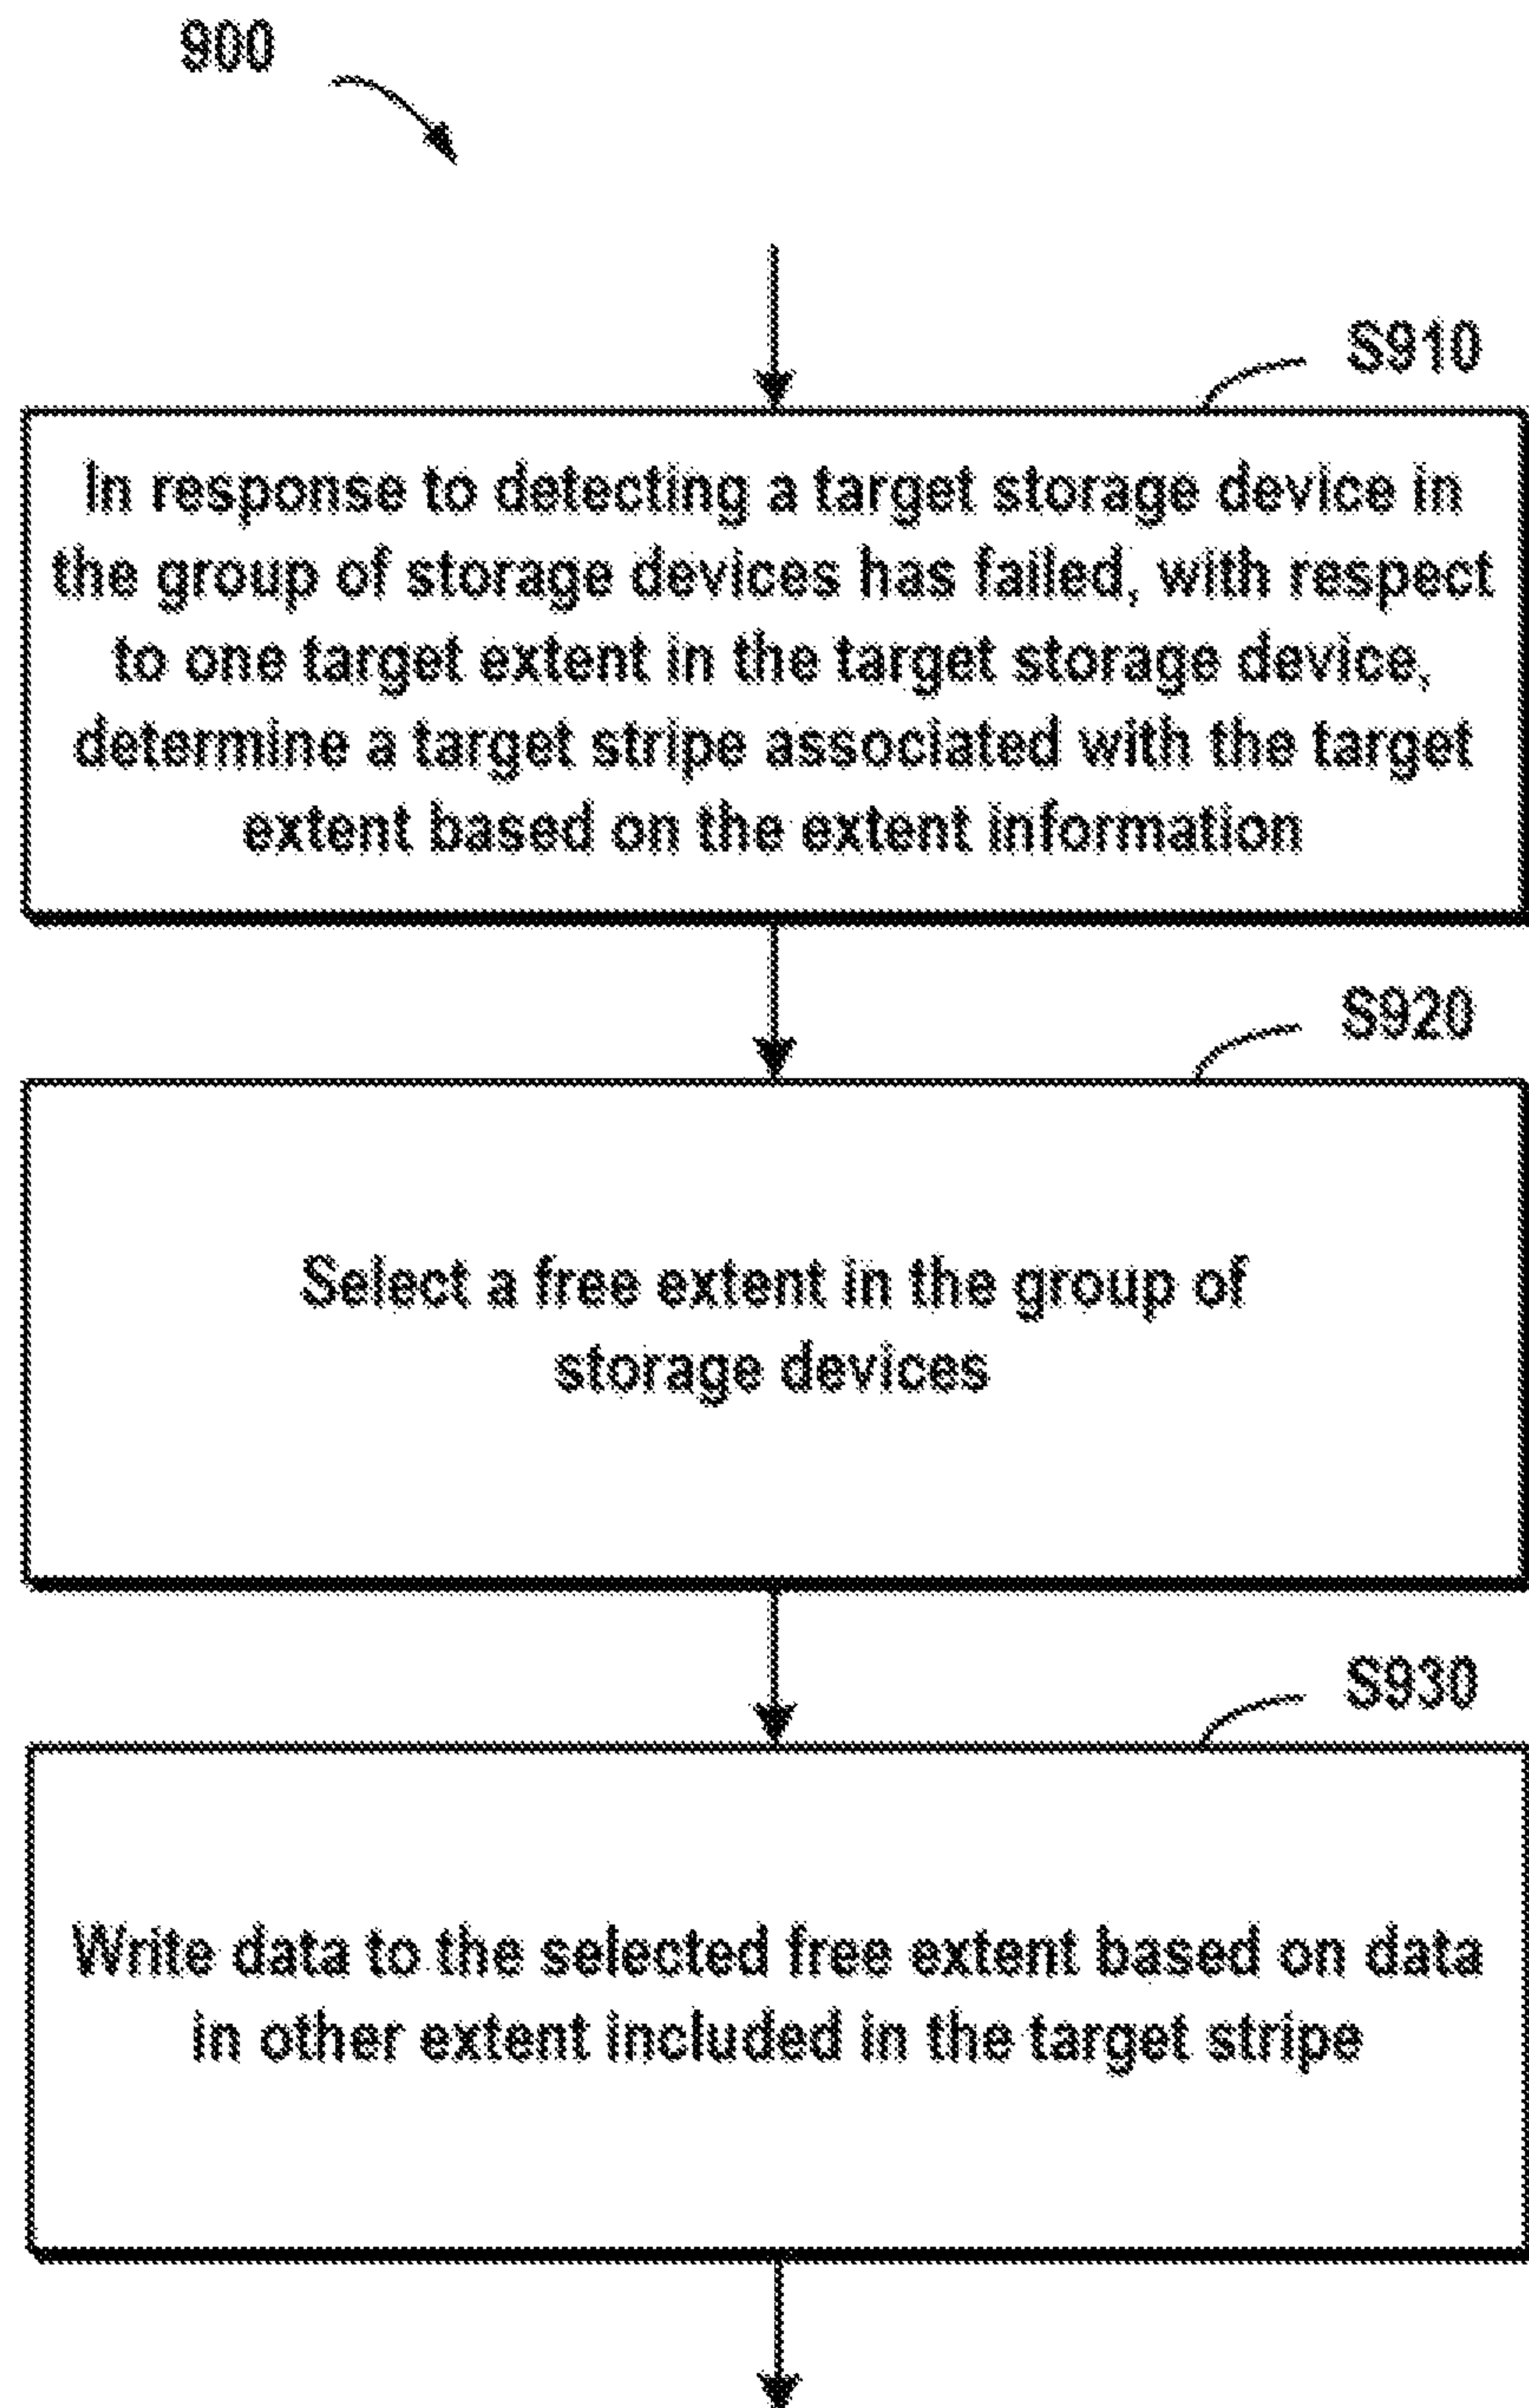 900
S910
In response to detecting a target storage device in
the group of storage devices has failed, with respect
to one target extent in the target storage device,
determine a target stripe associated with the target
extent based on the extent information
S920
Select a free extent in the group of
storage devices
S930
Write data to the selected free extent based on data
in other extent included in the target stripe